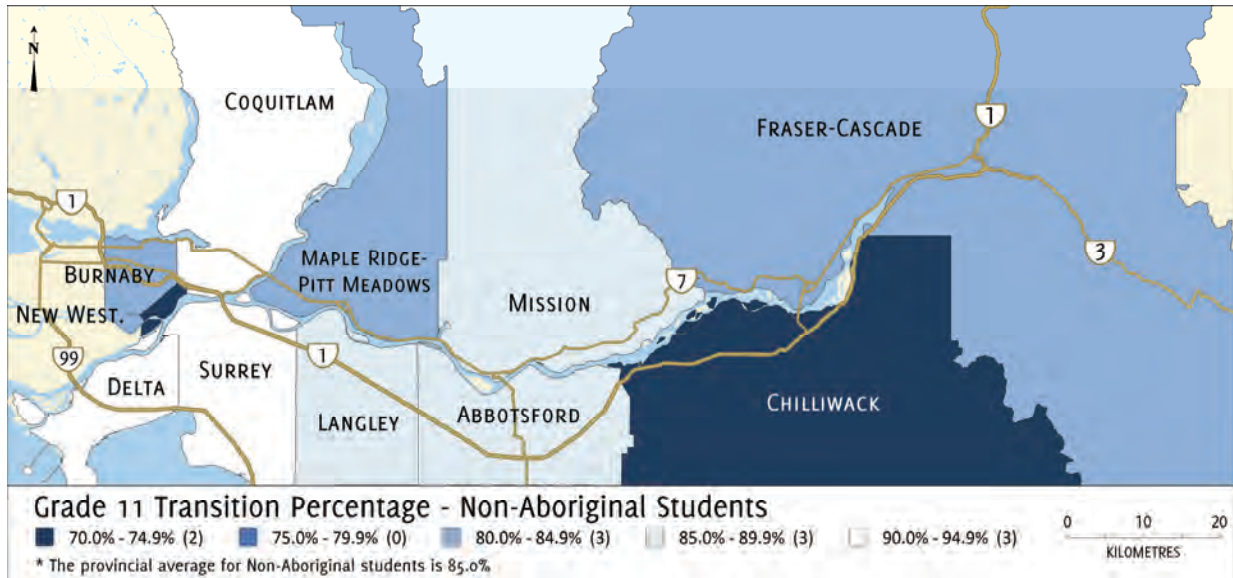 N
COQUITLAM
1
FRASER-CASCADE
1
BURNABY
MAPLE RIDGE-
PITT MEADOWS
3
7
NEW WEST.
MISSION
99
1
DELTA
SURREY
LANGLEY
ABBOTSFORD
CHILLIWACK
Grade 11 Transition Percentage - Non-Aboriginal Students
70.0% - 74.9% (2) 75.0% - 79.9% (0) 80.0% - 84.9% (3) 85.0% - 89.9% (3) 90.0% - 94.9% (3)
* The provincial average for Non-Aboriginal students is 85.0%
0 10 20
KILOMETRES